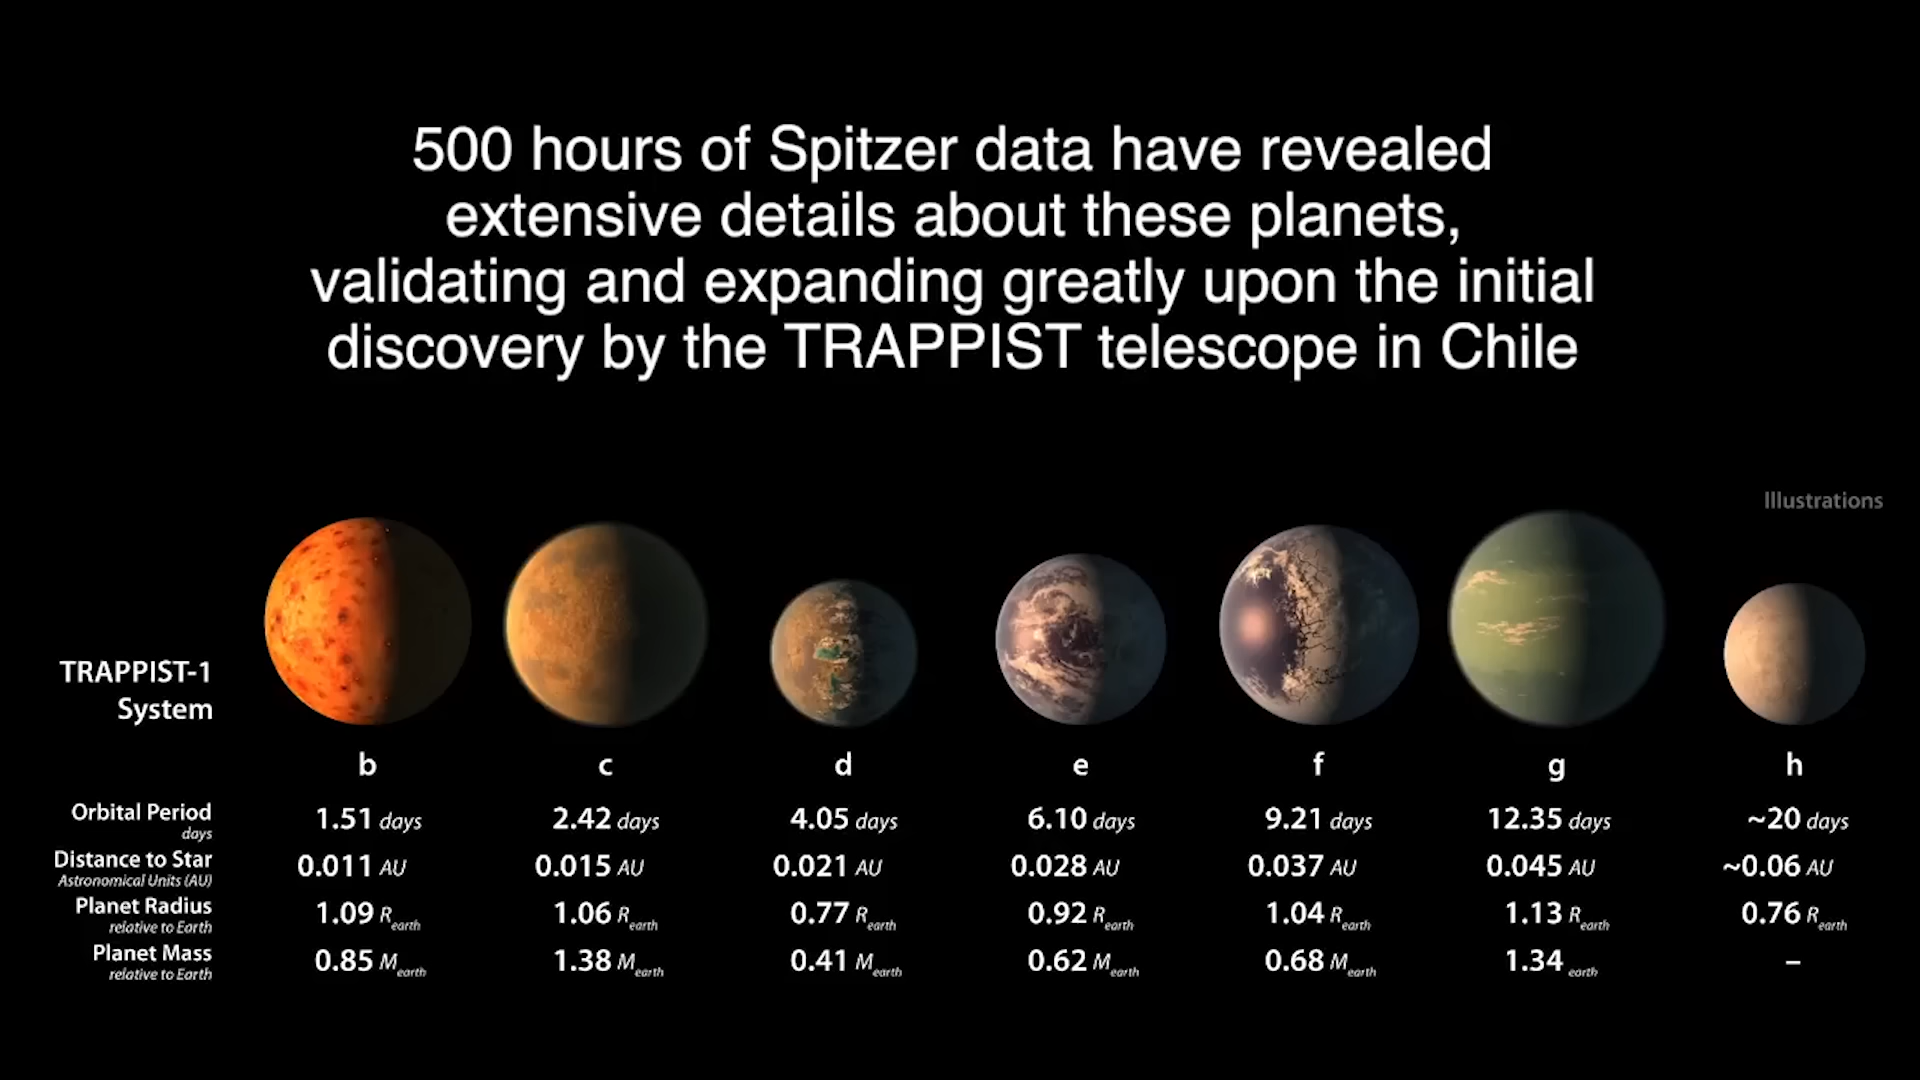 500 hours of Spitzer data have revealed
extensive details about these planets,
validating and expanding greatly upon the initial
discovery by the TRAPPIST telescope in Chile
Illustrations
TRAPPIST-1
System
b c d e f g h
Orbital Period 1.51 days 2.42 days 4.05 days 6.10 days 9.21 days 12.35 days ~20 days
days
Distance to Star 0.011 AU 0.015 AU 0.021 AU 0.028 AU 0.037 AU 0.045 AU ~0.06 AU
Astronomical Units (AU)
Planet Radius 1.09 Rearth 1.06 Rearth 0.77 Rearth 0.92 Rearth 1.04 Rearth 1.13 Rearth 0.76 Rearth
relative to Earth
Planet Mass 0.85 Mearth 1.38 Mearth 0.41 Mearth 0.62 Mearth 0.68 Mearth 1.34 earth –
relative to Earth